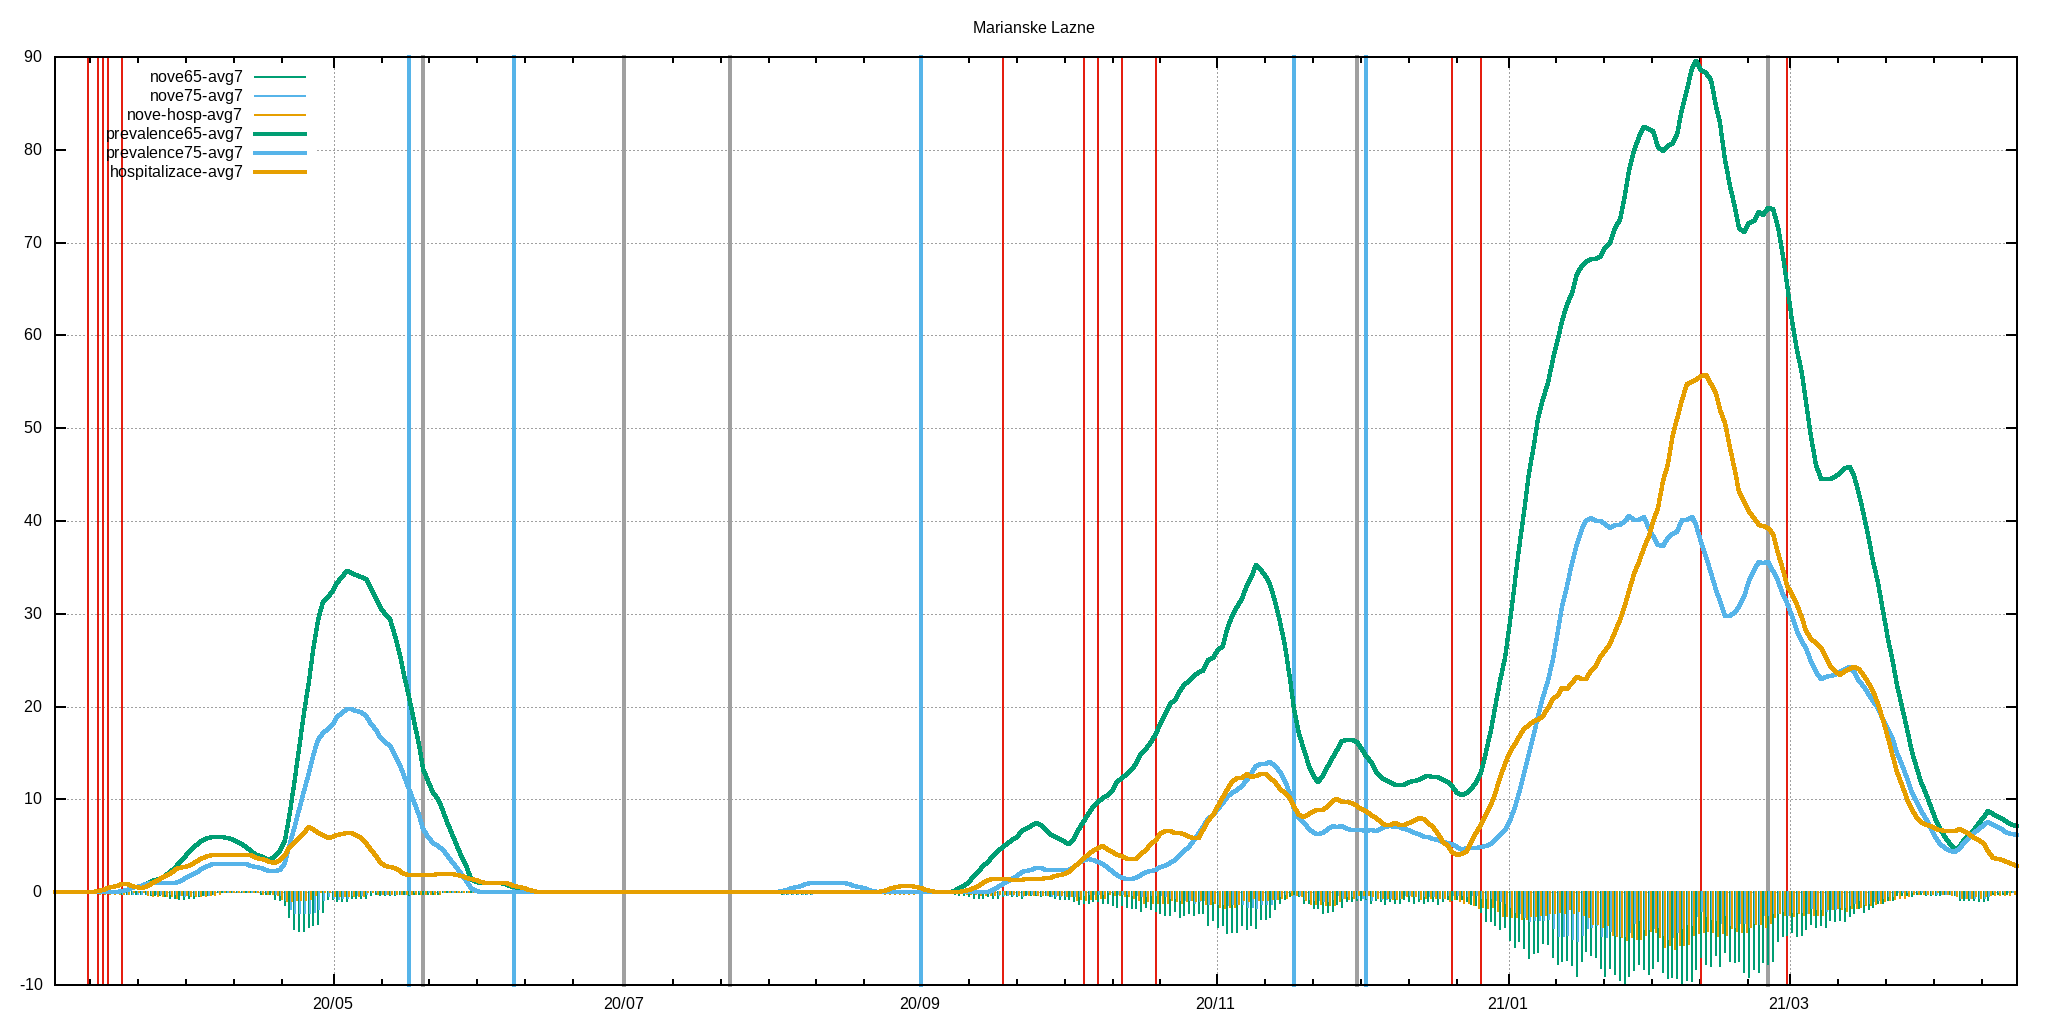 Marianske Lazne
90
80
70
60
50
40
30
20
10
0
-10
nove65-avg7
nove75-avg7
nove-hosp-avg7
prevalence65-avg7
prevalence75-avg7
hospitalizace-avg7
20/05
20/07
20/09
20/11
21/01
21/03